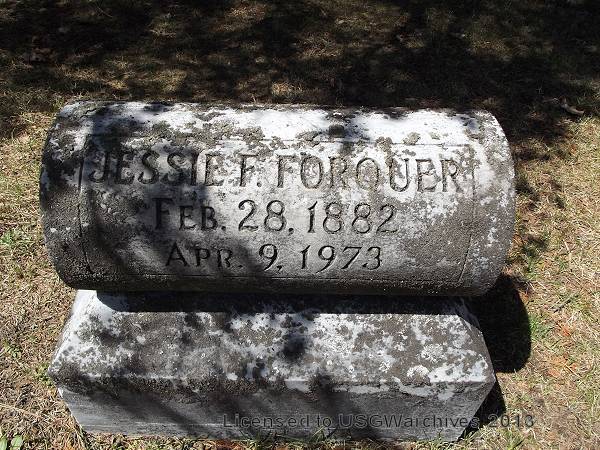 JESSIE F. FORQUER
FEB. 28. 1882
APR. 9, 1973
Licensed to USGWarchives 2013